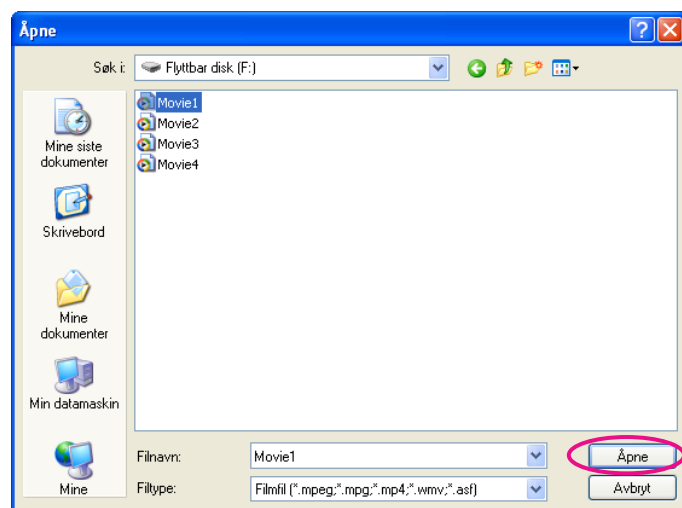 Åpne
Søk i: Flyttbar disk (F:)
Movie1
Movie2
Movie3
Movie4
Mine siste
dokumenter
Skrivebord
Mine
dokumenter
Min datamaskin
Mine
Filnavn: Movie1 Åpne
Filtype: Filmfil (*.mpeg;*.mpg;*.mp4;*.wmv;*.asf) Avbryt